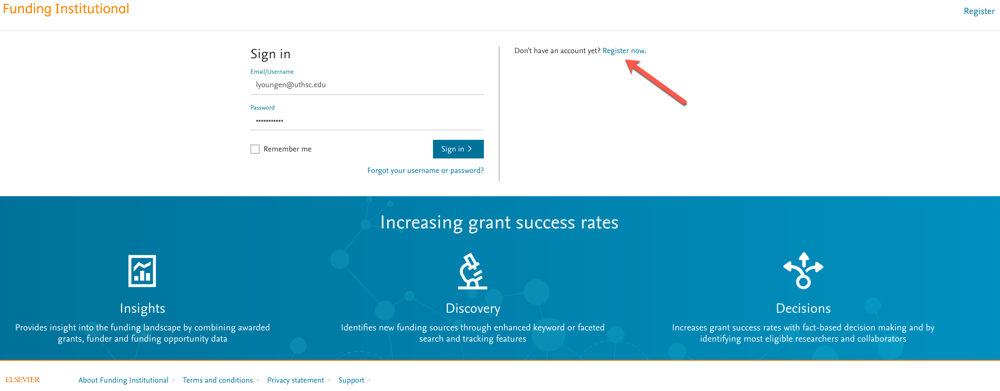 Funding Institutional
Register
Sign in
Email/Username
lyoungen@uthsc.edu
Password
•••••••••••
Remember me
Sign in
Forgot your username or password?
Don't have an account yet? Register now.
Increasing grant success rates
Insights
Provides insight into the funding landscape by combining awarded
grants, funder and funding opportunity data
Discovery
Identifies new funding sources through enhanced keyword or faceted
search and tracking features
Decisions
Increases grant success rates with fact-based decision making and by
identifying most eligible researchers and collaborators
ELSEVIER
About Funding Institutional Terms and conditions Privacy statement Support